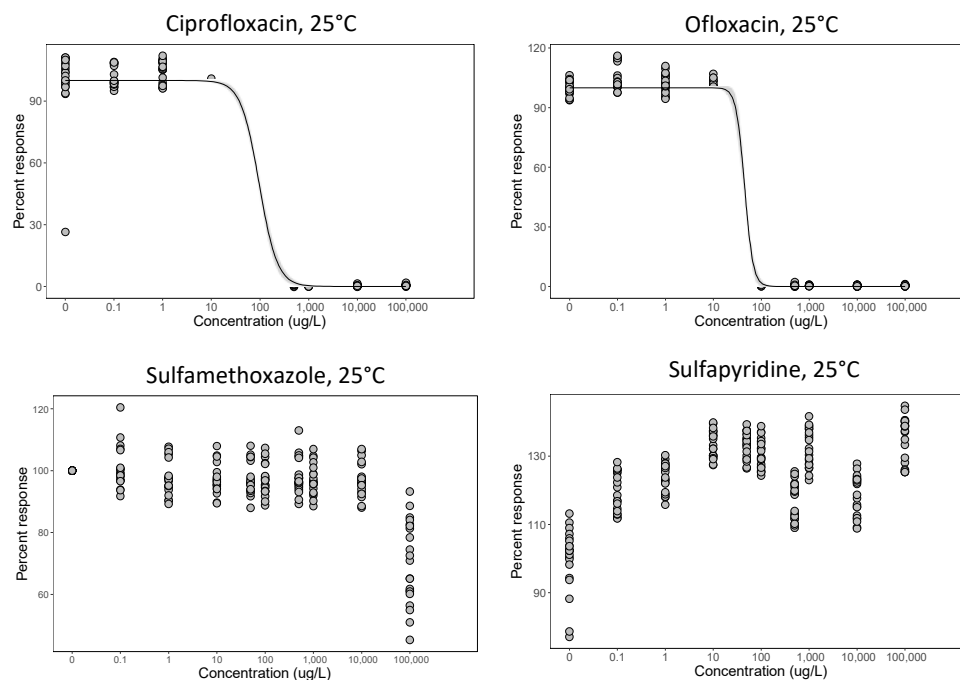 Ciprofloxacin, 25°C
Percent response
90
60
30
0
0 0.1 1 10 100 1,000 10,000 100,000
Concentration (ug/L)
Ofloxacin, 25°C
Percent response
120
90
60
30
0
0 0.1 1 10 100 1,000 10,000 100,000
Concentration (ug/L)
Sulfamethoxazole, 25°C
Percent response
120
100
80
60
0 0.1 1 10 100 1,000 10,000 100,000
Concentration (ug/L)
Sulfapyridine, 25°C
Percent response
130
110
90
0 0.1 1 10 100 1,000 10,000 100,000
Concentration (ug/L)